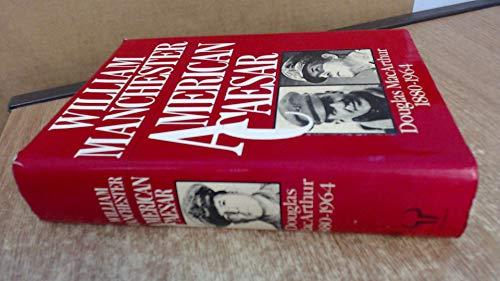 WILLIAM
MANCHESTER
AMERICAN
CAESAR
Douglas MacArthur
1880-1964
WILLIAM
MANCHESTER
AMERICAN
CAESAR
Douglas
MacArthur
1880-1964